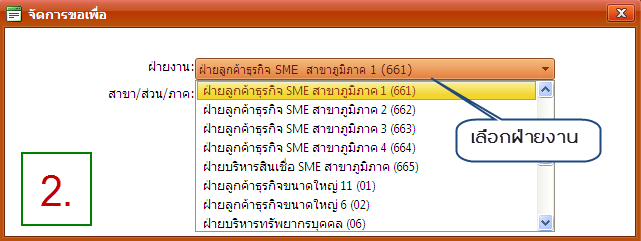 จัดการขอเพื่อ
ฝ่ายงาน: ฝ่ายลูกค้าธุรกิจ SME สาขาภูมิภาค 1 (661)
สาขา/ส่วน/ภาค: ฝ่ายลูกค้าธุรกิจ SME สาขาภูมิภาค 1 (661)
ฝ่ายลูกค้าธุรกิจ SME สาขาภูมิภาค 2 (662)
ฝ่ายลูกค้าธุรกิจ SME สาขาภูมิภาค 3 (663)
ฝ่ายลูกค้าธุรกิจ SME สาขาภูมิภาค 4 (664)
ฝ่ายบริหารสินเชื่อ SME สาขาภูมิภาค (665)
ฝ่ายลูกค้าธุรกิจขนาดใหญ่ 11 (01)
ฝ่ายลูกค้าธุรกิจขนาดใหญ่ 6 (02)
ฝ่ายบริหารทรัพยากรบุคคล (06)
เลือกฝ่ายงาน
2.